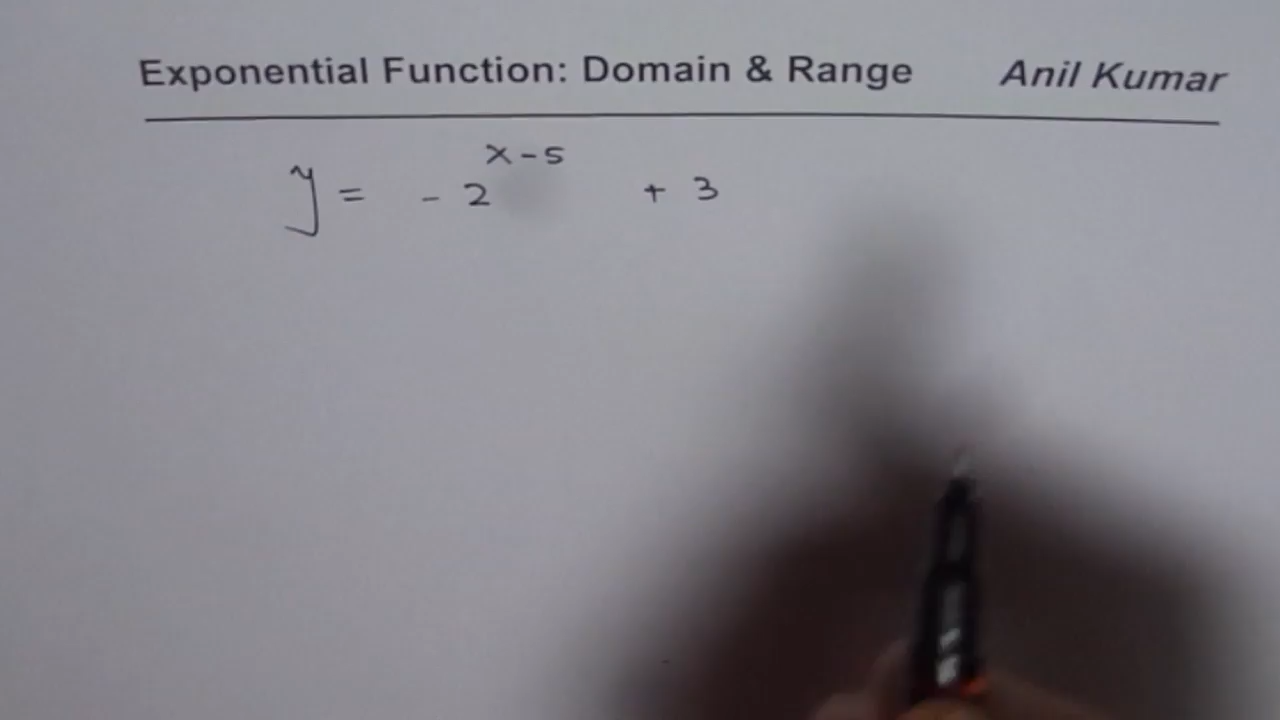 Exponential Function: Domain & Range Anil Kumar
y = - 2^{x-5} + 3